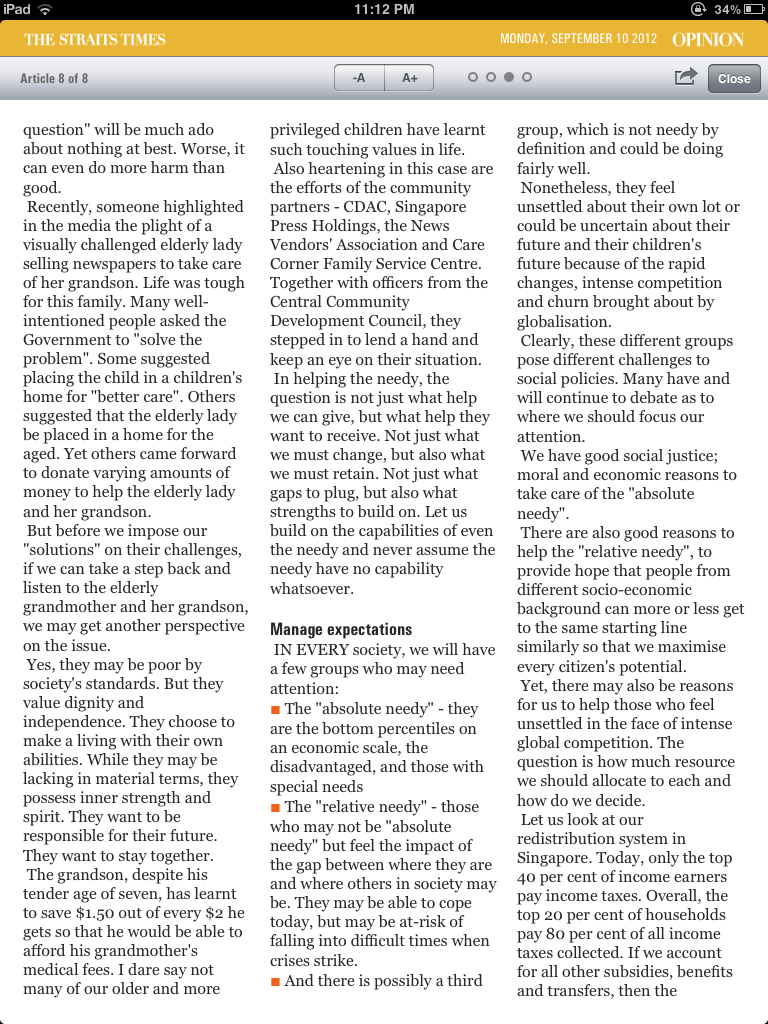 iPad
11:12 PM
34%
THE STRAITS TIMES
MONDAY, SEPTEMBER 10 2012 OPINION
Article 8 of 8
-A A+
Close
question" will be much ado
about nothing at best. Worse, it
can even do more harm than
good.
Recently, someone highlighted
in the media the plight of a
visually challenged elderly lady
selling newspapers to take care
of her grandson. Life was tough
for this family. Many well-
intentioned people asked the
Government to "solve the
problem". Some suggested
placing the child in a children's
home for "better care". Others
suggested that the elderly lady
be placed in a home for the
aged. Yet others came forward
to donate varying amounts of
money to help the elderly lady
and her grandson.
But before we impose our
"solutions" on their challenges,
if we can take a step back and
listen to the elderly
grandmother and her grandson,
we may get another perspective
on the issue.
Yes, they may be poor by
society's standards. But they
value dignity and
independence. They choose to
make a living with their own
abilities. While they may be
lacking in material terms, they
possess inner strength and
spirit. They want to be
responsible for their future.
They want to stay together.
The grandson, despite his
tender age of seven, has learnt
to save $1.50 out of every $2 he
gets so that he would be able to
afford his grandmother's
medical fees. I dare say not
many of our older and more
privileged children have learnt
such touching values in life.
Also heartening in this case are
the efforts of the community
partners - CDAC, Singapore
Press Holdings, the News
Vendors' Association and Care
Corner Family Service Centre.
Together with officers from the
Central Community
Development Council, they
stepped in to lend a hand and
keep an eye on their situation.
In helping the needy, the
question is not just what help
we can give, but what help they
want to receive. Not just what
we must change, but also what
we must retain. Not just what
gaps to plug, but also what
strengths to build on. Let us
build on the capabilities of even
the needy and never assume the
needy have no capability
whatsoever.
Manage expectations
IN EVERY society, we will have
a few groups who may need
attention:
■ The "absolute needy" - they
are the bottom percentiles on
an economic scale, the
disadvantaged, and those with
special needs
■ The "relative needy" - those
who may not be "absolute
needy" but feel the impact of
the gap between where they are
and where others in society may
be. They may be able to cope
today, but may be at-risk of
falling into difficult times when
crises strike.
■ And there is possibly a third
group, which is not needy by
definition and could be doing
fairly well.
Nonetheless, they feel
unsettled about their own lot or
could be uncertain about their
future and their children's
future because of the rapid
changes, intense competition
and churn brought about by
globalisation.
Clearly, these different groups
pose different challenges to
social policies. Many have and
will continue to debate as to
where we should focus our
attention.
We have good social justice;
moral and economic reasons to
take care of the "absolute
needy".
There are also good reasons to
help the "relative needy", to
provide hope that people from
different socio-economic
background can more or less get
to the same starting line
similarly so that we maximise
every citizen's potential.
Yet, there may also be reasons
for us to help those who feel
unsettled in the face of intense
global competition. The
question is how much resource
we should allocate to each and
how do we decide.
Let us look at our
redistribution system in
Singapore. Today, only the top
40 per cent of income earners
pay income taxes. Overall, the
top 20 per cent of households
pay 80 per cent of all income
taxes collected. If we account
for all other subsidies, benefits
and transfers, then the